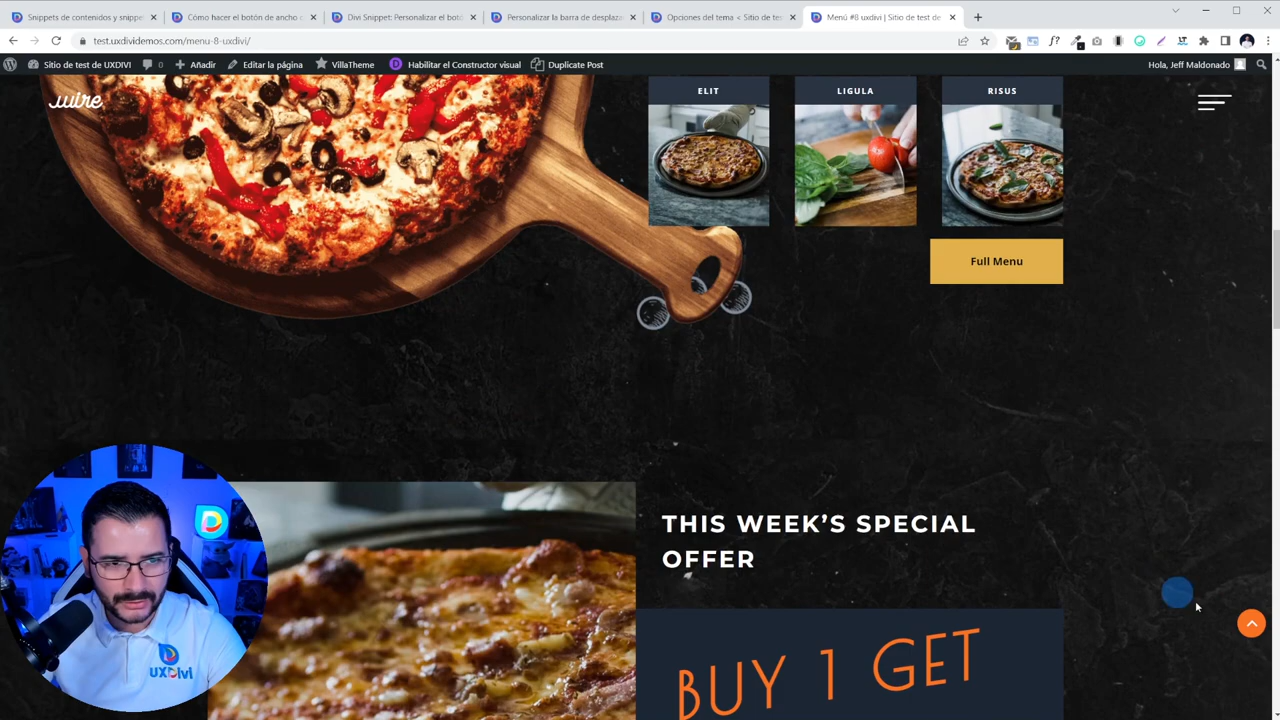 Snippets de contenidos y snippet
Cómo hacer el botón de ancho c
Divi Snippet: Personalizar el bot
Personalizar la barra de desplaza
Opciones del tema < Sitio de tes
Menú #8 uxdivi | Sitio de test de
test.uxdividemos.com/menu-8-uxdivi/
Sitio de test de UXDIVI
0
Añadir
Editar la página
VillaTheme
Habilitar el Constructor visual
Duplicate Post
Hola, Jeff Maldonado
ELIT
LIGULA
RISUS
Full Menu
THIS WEEK'S SPECIAL
OFFER
BUY 1 GET
UXDivi